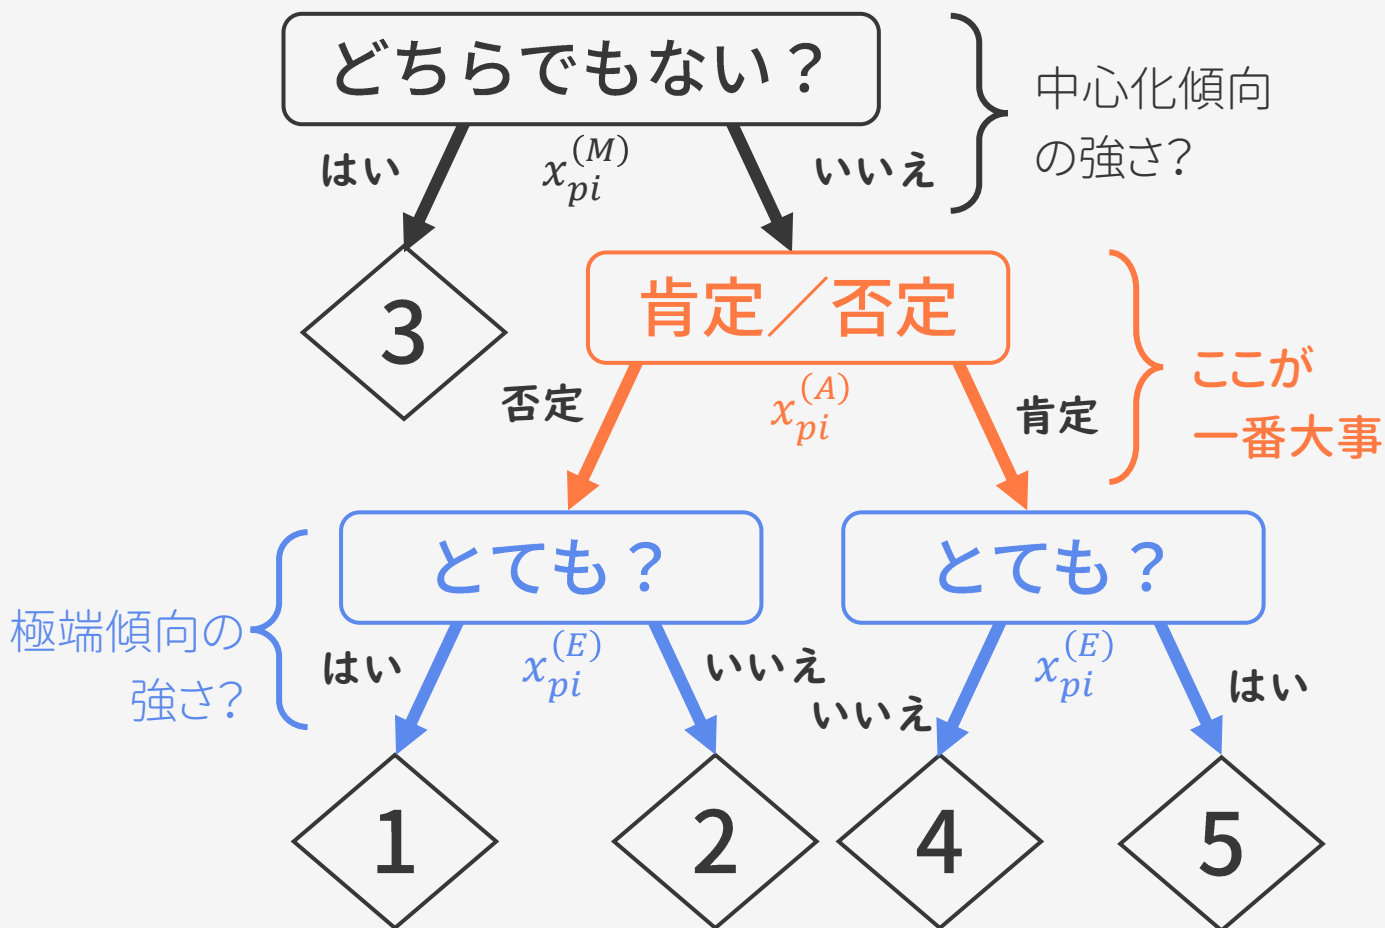 どちらでもない？
中心化傾向
の強さ？
はい
x_{pi}^{(M)}
いいえ
3
肯定／否定
ここが
一番大事
否定
x_{pi}^{(A)}
肯定
とても？
とても？
極端傾向の
強さ？
はい
x_{pi}^{(E)}
いいえ
いいえ
x_{pi}^{(E)}
はい
1
2
4
5